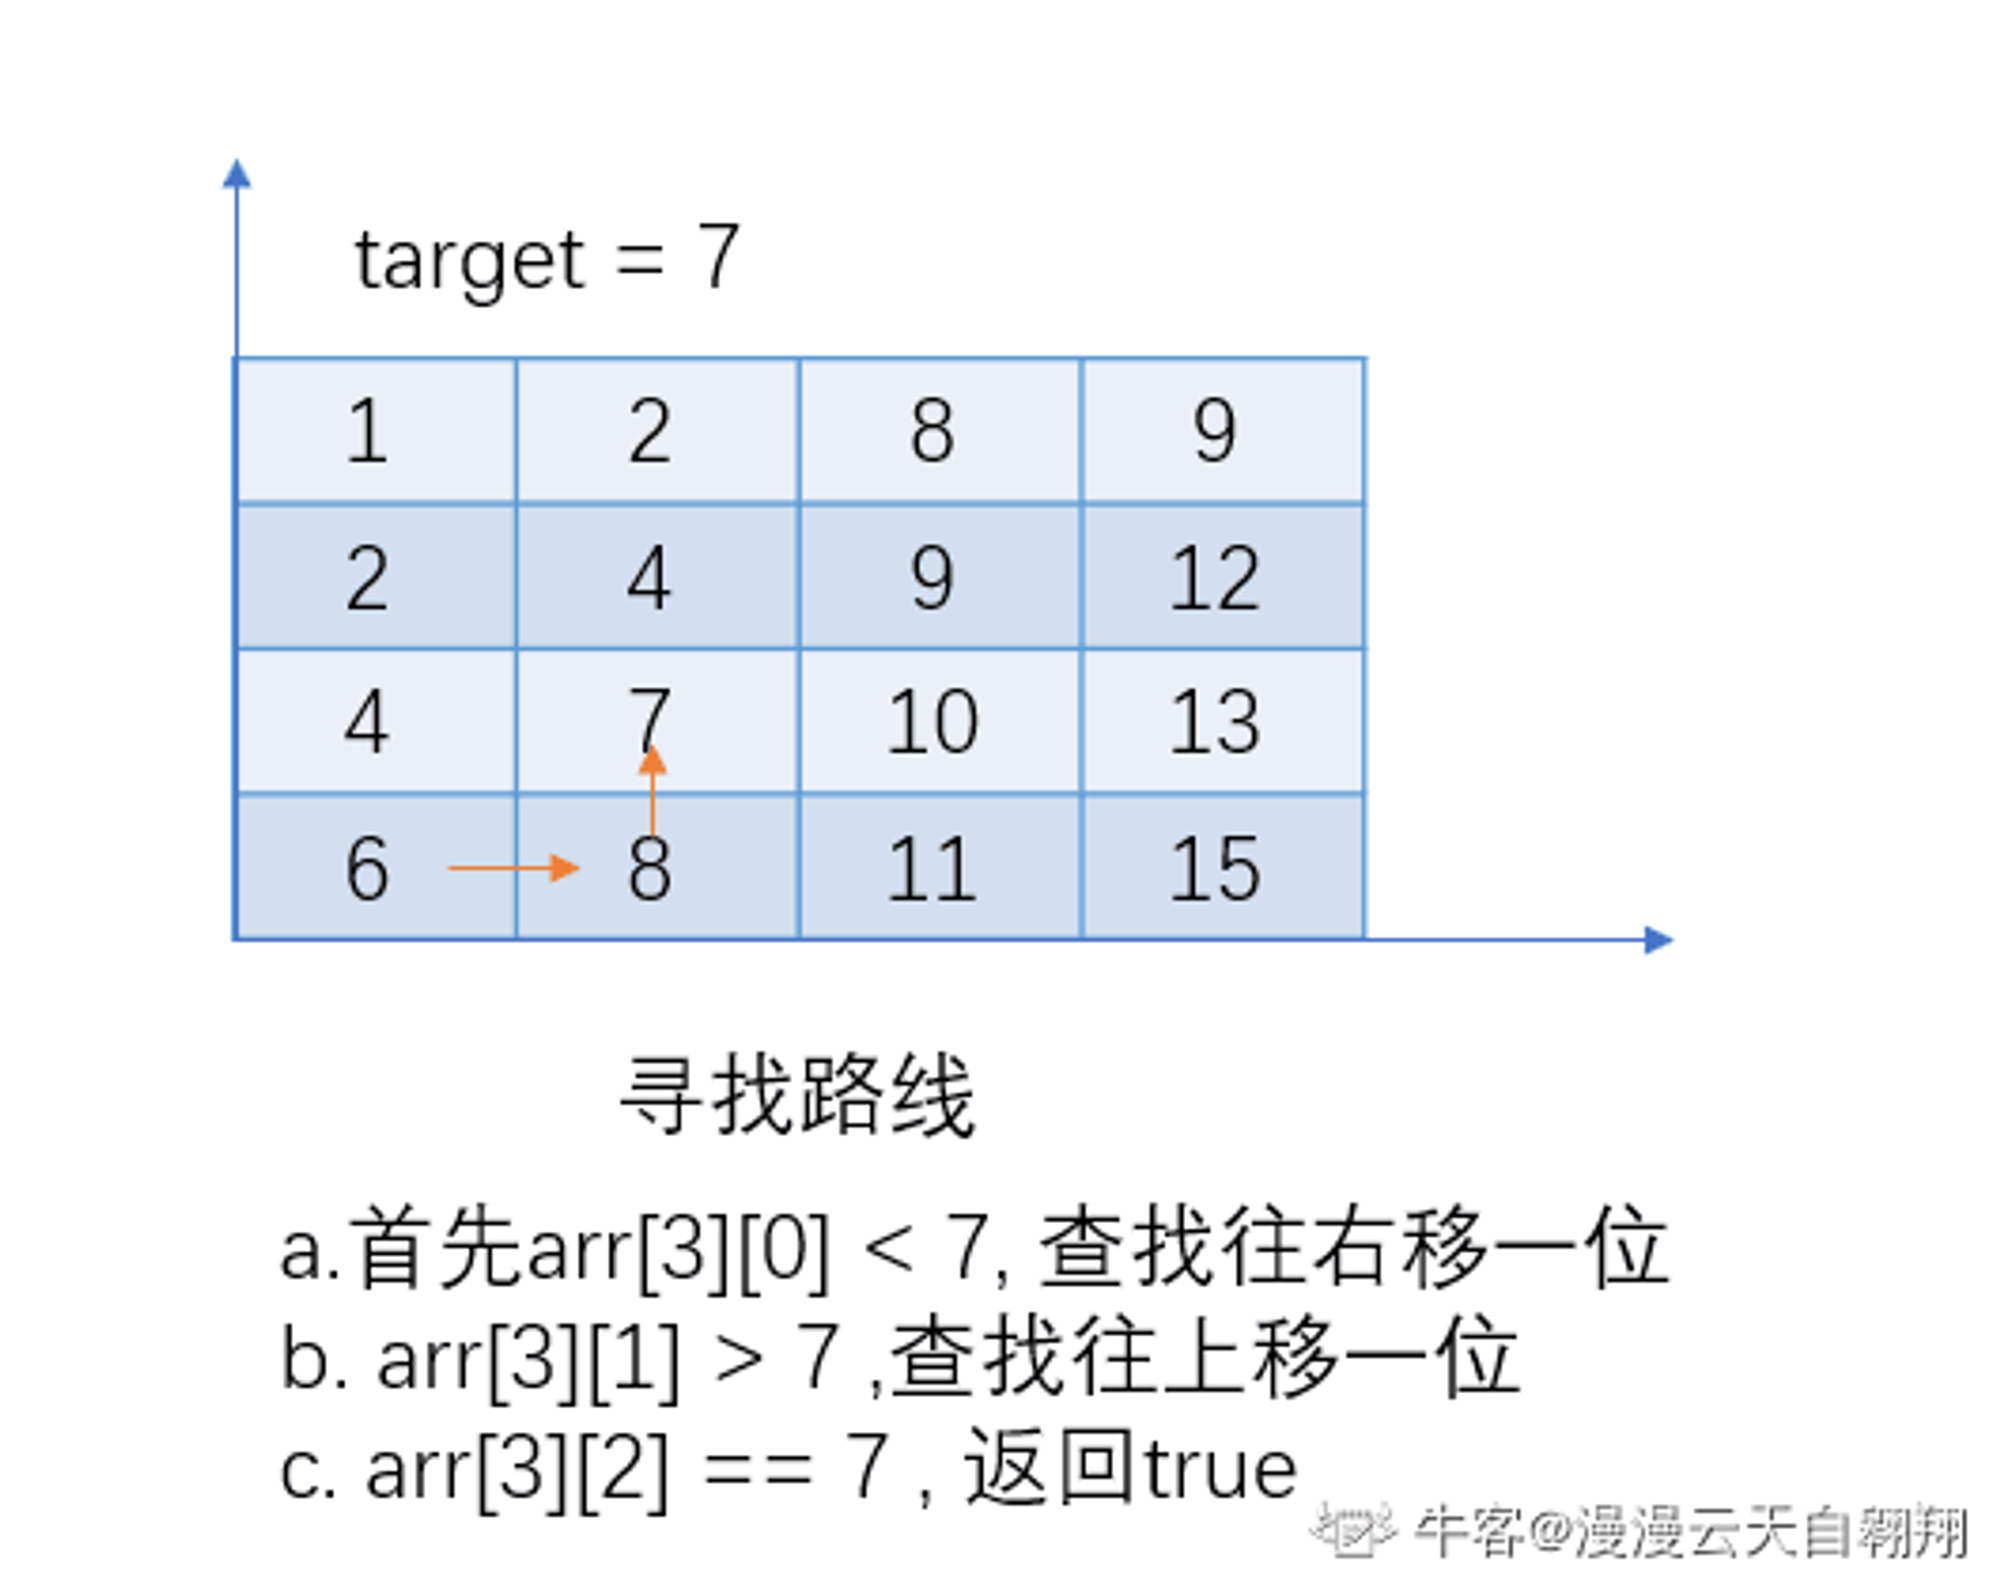 target = 7
1 2 8 9
2 4 9 12
4 7 10 13
6 8 11 15
寻找路线
a.首先arr[3][0] < 7, 查找往右移一位
b. arr[3][1] > 7 ,查找往上移一位
c. arr[3][2] == 7 , 返回true
牛客@漫漫云天自翱翔